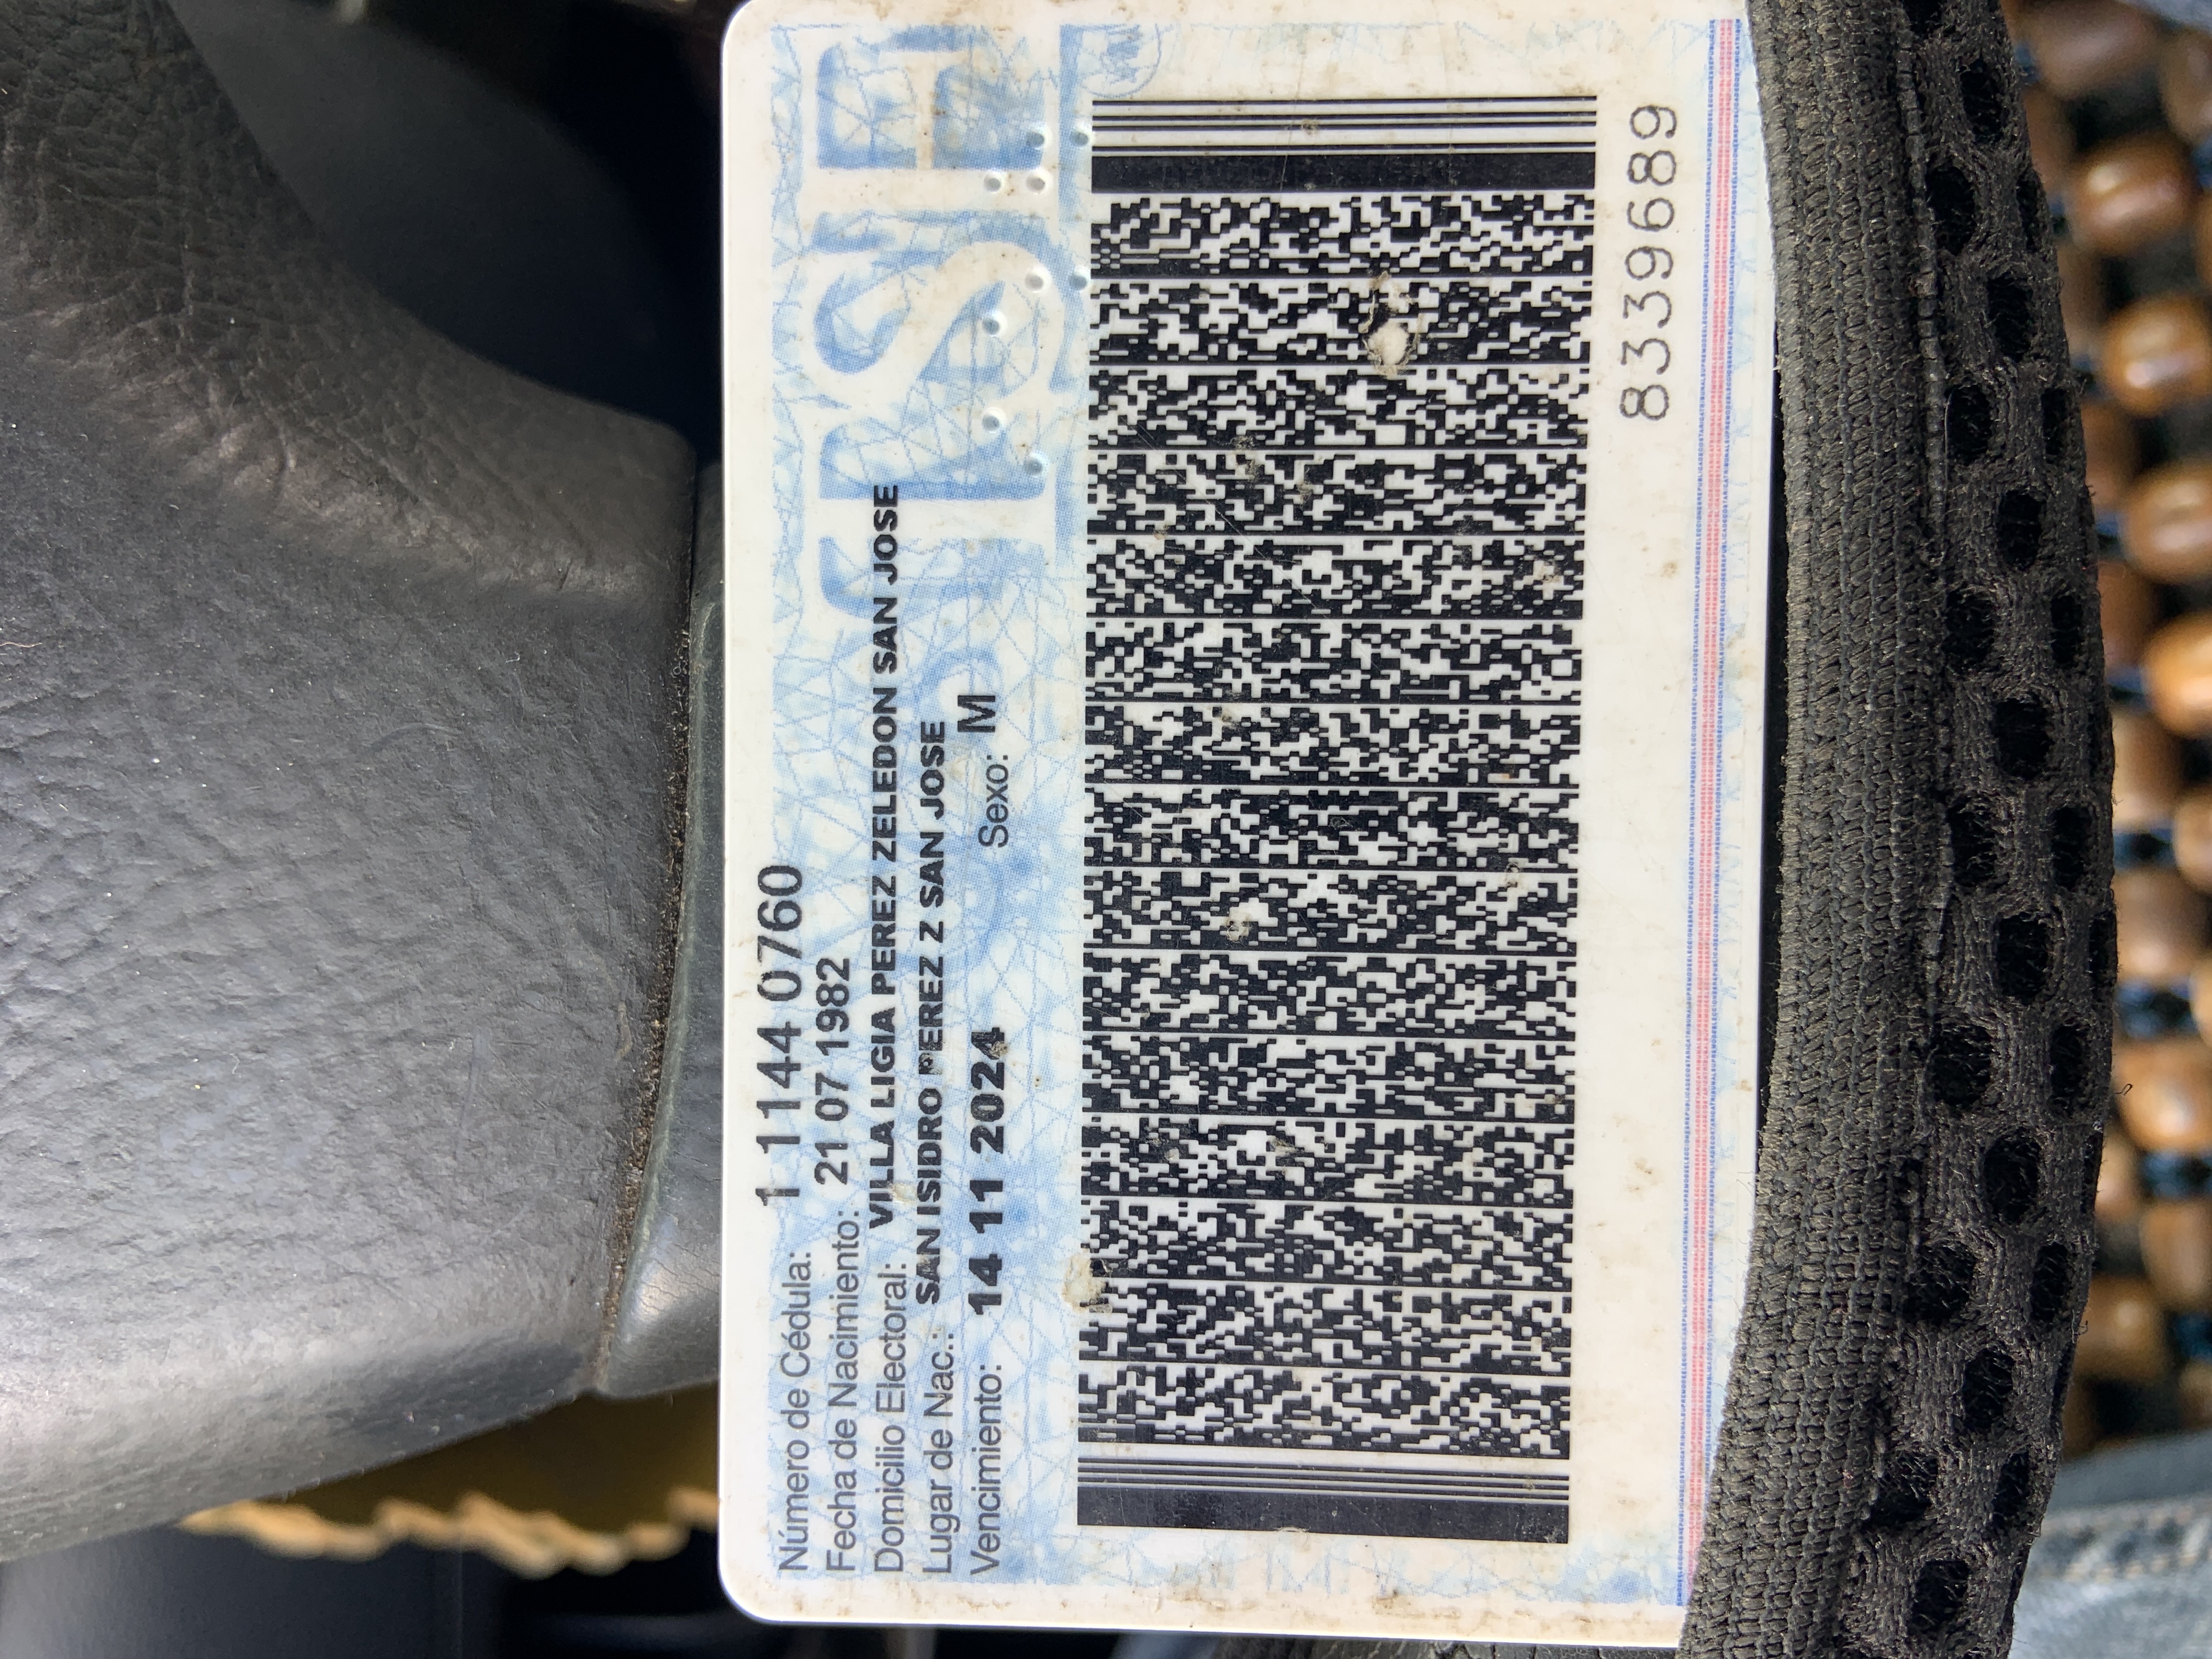 Número de Cédula: 1 1144 0760
Fecha de Nacimiento: 21 07 1982
Domicilio Electoral: VILLA LIGIA PEREZ ZELEDON SAN JOSE
Lugar de Nac.: SAN ISIDRO PEREZ Z SAN JOSE
Vencimiento: 14 11 2024 Sexo: M
TSE
8339689